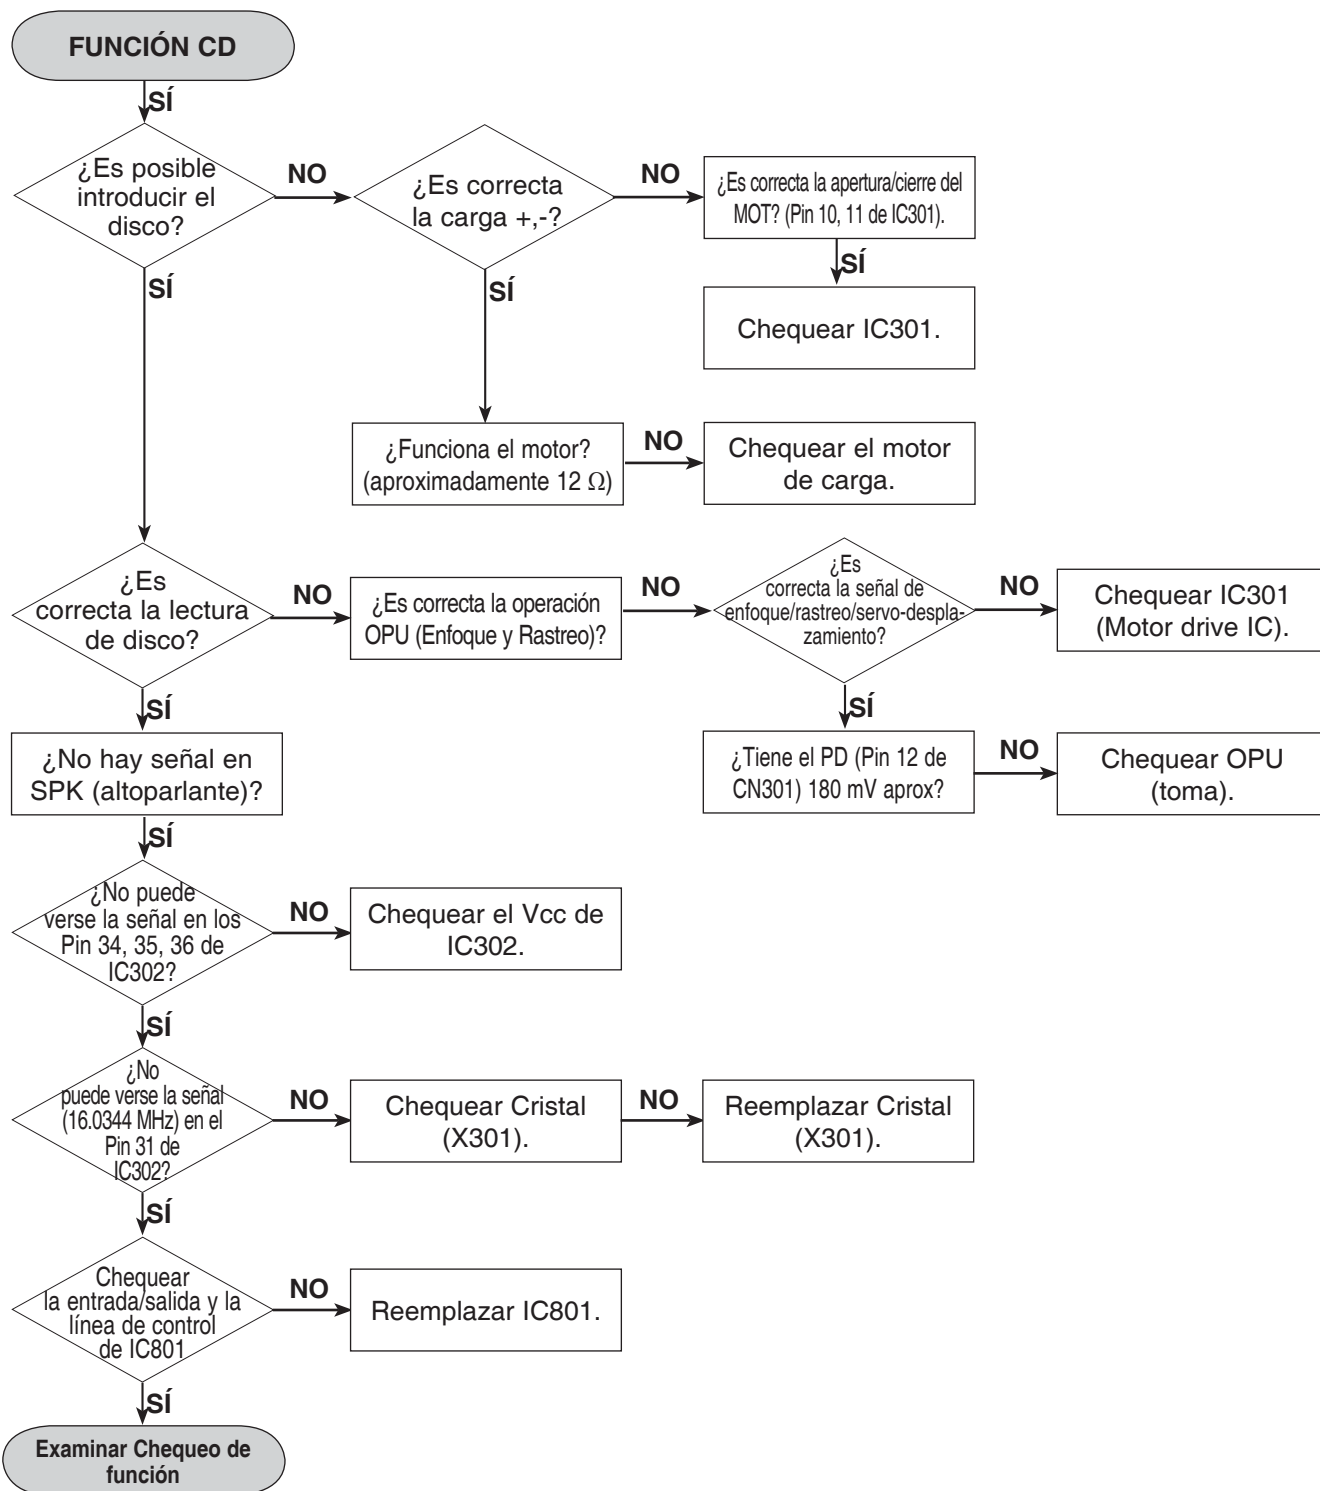 FUNCIÓN CD
SÍ
¿Es posible
introducir el
disco?
NO
¿Es correcta
la carga +,-?
NO
¿Es correcta la apertura/cierre del
MOT? (Pin 10, 11 de IC301).
SÍ
Chequear IC301.
SÍ
¿Funciona el motor?
(aproximadamente 12 Ω)
NO
Chequear el motor
de carga.
SÍ
¿Es
correcta la lectura
de disco?
NO
¿Es correcta la operación
OPU (Enfoque y Rastreo)?
NO
¿Es
correcta la señal de
enfoque/rastreo/servo-despla-
zamiento?
NO
Chequear IC301
(Motor drive IC).
SÍ
¿Tiene el PD (Pin 12 de
CN301) 180 mV aprox?
NO
Chequear OPU
(toma).
SÍ
¿No hay señal en
SPK (altoparlante)?
SÍ
¿No puede
verse la señal en los
Pin 34, 35, 36 de
IC302?
NO
Chequear el Vcc de
IC302.
SÍ
¿No
puede verse la señal
(16.0344 MHz) en el
Pin 31 de
IC302?
NO
Chequear Cristal
(X301).
NO
Reemplazar Cristal
(X301).
SÍ
Chequear
la entrada/salida y la
línea de control
de IC801
NO
Reemplazar IC801.
SÍ
Examinar Chequeo de
función